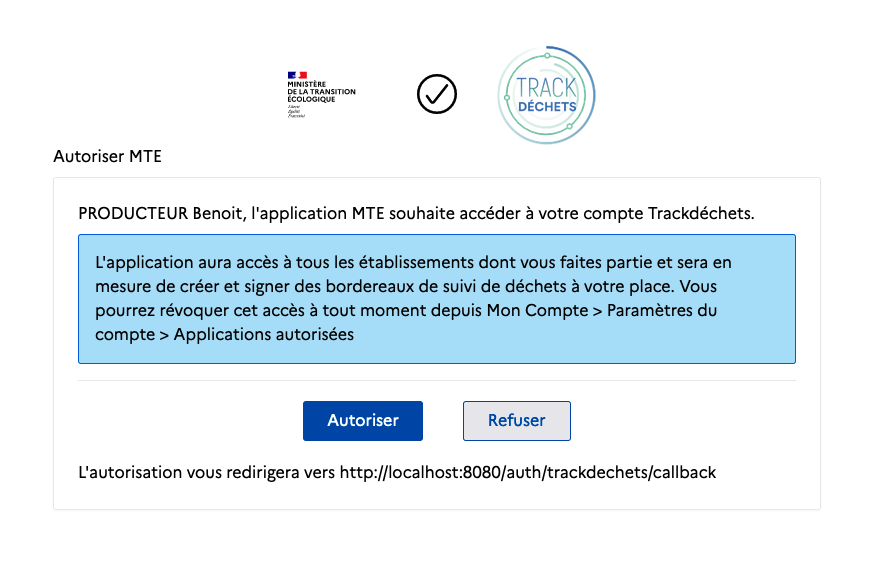 MINISTÈRE
DE LA TRANSITION
ÉCOLOGIQUE
Liberté
Égalité
Fraternité
TRACK
DÉCHETS
Autoriser MTE
PRODUCTEUR Benoit, l'application MTE souhaite accéder à votre compte Trackdéchets.
L'application aura accès à tous les établissements dont vous faites partie et sera en
mesure de créer et signer des bordereaux de suivi de déchets à votre place. Vous
pourrez révoquer cet accès à tout moment depuis Mon Compte > Paramètres du
compte > Applications autorisées
Autoriser
Refuser
L'autorisation vous redirigera vers http://localhost:8080/auth/trackdechets/callback